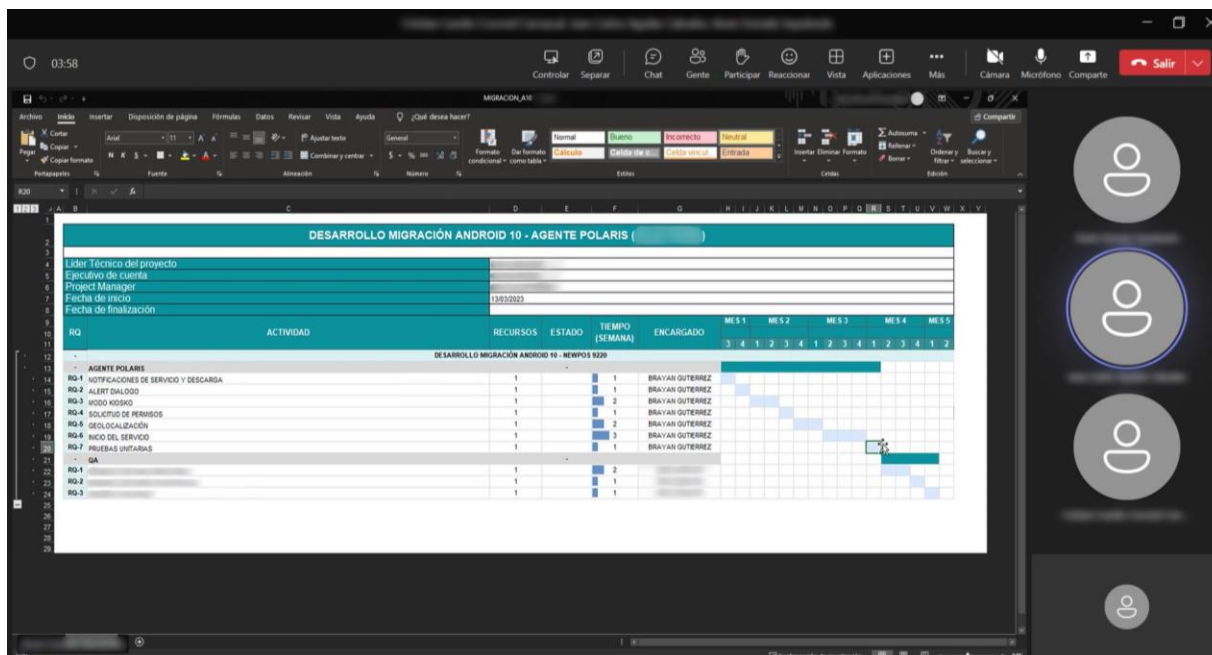 03:58
Controlar Separar Chat Gente Participar Reaccionar Vista Aplicaciones Más Cámara Micrófono Comparte Salir
MIGRACION_A10
Archivo Inicio Insertar Disposición de página Fórmulas Datos Revisar Vista Ayuda ¿Qué desea hacer? Compartir
Cortar
Copiar
Copiar formato
Pegar
Arial 11
N K S
Ajustar texto
Combinar y centrar
General
Formato condicional Dar formato como tabla
Normal Bueno Incorrecto Neutral
Cálculo Celda de c... Celda vincul Entrada
Insertar Eliminar Formato
Autosuma
Rellenar
Borrar
Ordenar y filtrar Buscar y seleccionar
Portapapeles Fuente Alineación Número Estilos Celdas Edición
R20
A B C D E F G H I J K L M N O P Q R S T U V W X Y
DESARROLLO MIGRACIÓN ANDROID 10 - AGENTE POLARIS ( )
Líder Técnico del proyecto
Ejecutivo de cuenta
Project Manager
Fecha de inicio 13/03/2023
Fecha de finalización
RQ ACTIVIDAD RECURSOS ESTADO TIEMPO (SEMANA) ENCARGADO MES 1 MES 2 MES 3 MES 4 MES 5
3 4 1 2 3 4 1 2 3 4 1 2 3 4 1 2
- DESARROLLO MIGRACIÓN ANDROID 10 - NEWPOS 9220
- AGENTE POLARIS -
RQ-1 NOTIFICACIONES DE SERVICIO Y DESCARGA 1 1 BRAYAN GUTIERREZ
RQ-2 ALERT DIALOGO 1 1 BRAYAN GUTIERREZ
RQ-3 MODO KIOSKO 1 2 BRAYAN GUTIERREZ
RQ-4 SOLICITUD DE PERMISOS 1 1 BRAYAN GUTIERREZ
RQ-5 GEOLOCALIZACIÓN 1 2 BRAYAN GUTIERREZ
RQ-6 INICIO DEL SERVICIO 1 3 BRAYAN GUTIERREZ
RQ-7 PRUEBAS UNITARIAS 1 1 BRAYAN GUTIERREZ
- QA -
RQ-1 1 2
RQ-2 1 1
RQ-3 1 1